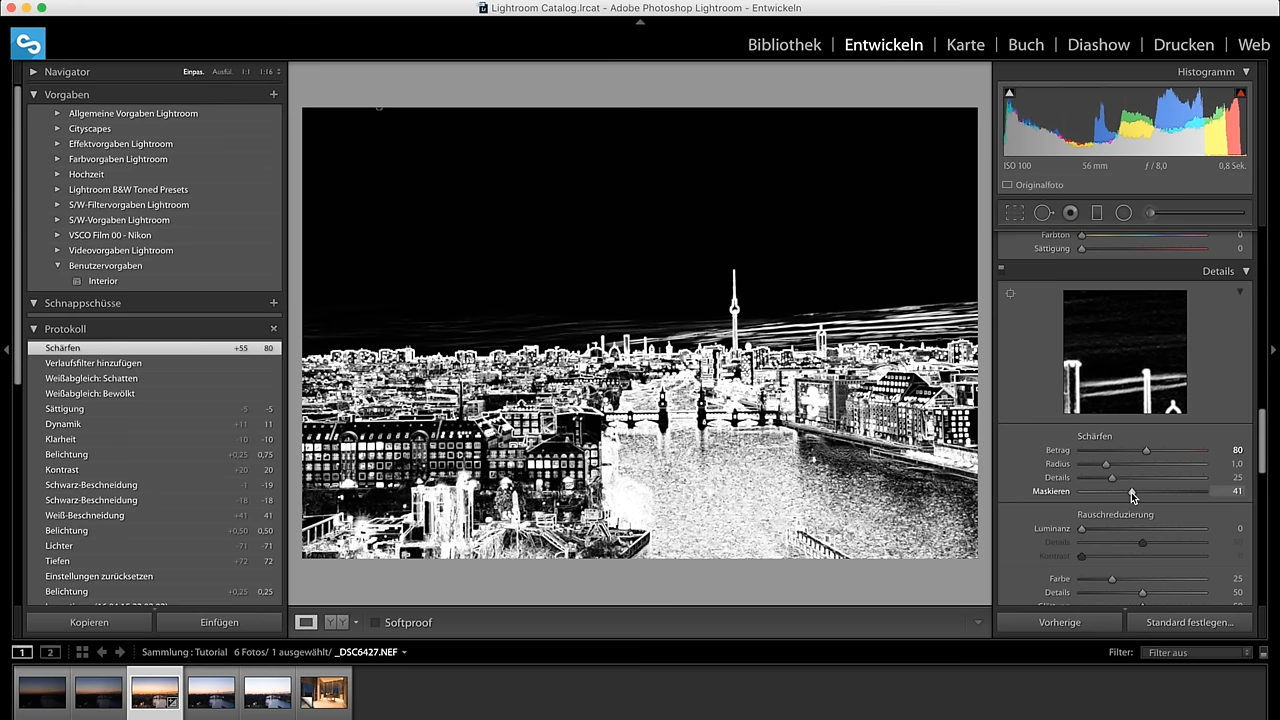 Lightroom Catalog.lrcat - Adobe Photoshop Lightroom - Entwickeln
Bibliothek | Entwickeln | Karte | Buch | Diashow | Drucken | Web
Navigator Einpas. Ausfül. 1:1 1:16
Vorgaben +
Allgemeine Vorgaben Lightroom
Cityscapes
Effektvorgaben Lightroom
Farbvorgaben Lightroom
Hochzeit
Lightroom B&W Toned Presets
S/W-Filtervorgaben Lightroom
S/W-Vorgaben Lightroom
VSCO Film 00 - Nikon
Videovorgaben Lightroom
Benutzervorgaben
Interior
Schnappschüsse +
Protokoll ×
Schärfen +55 80
Verlaufsfilter hinzufügen
Weißabgleich: Schatten
Weißabgleich: Bewölkt
Sättigung -5 -5
Dynamik +11 11
Klarheit -10 -10
Belichtung +0,25 0,75
Kontrast +20 20
Schwarz-Beschneidung -1 -19
Schwarz-Beschneidung -18 -18
Weiß-Beschneidung +41 41
Belichtung +0,50 0,50
Lichter -71 -71
Tiefen +72 72
Einstellungen zurücksetzen
Belichtung +0,25 0,25
Kopieren Einfügen
Softproof
Histogramm
ISO 100 56 mm ƒ / 8,0 0,8 Sek.
Originalfoto
Farbton 0
Sättigung 0
Details
Schärfen
Betrag 80
Radius 1,0
Details 25
Maskieren 41
Rauschreduzierung
Luminanz 0
Details 50
Kontrast 0
Farbe 25
Details 50
Vorherige Standard festlegen...
1 2 Sammlung : Tutorial 6 Fotos/ 1 ausgewählt/ _DSC6427.NEF Filter: Filter aus